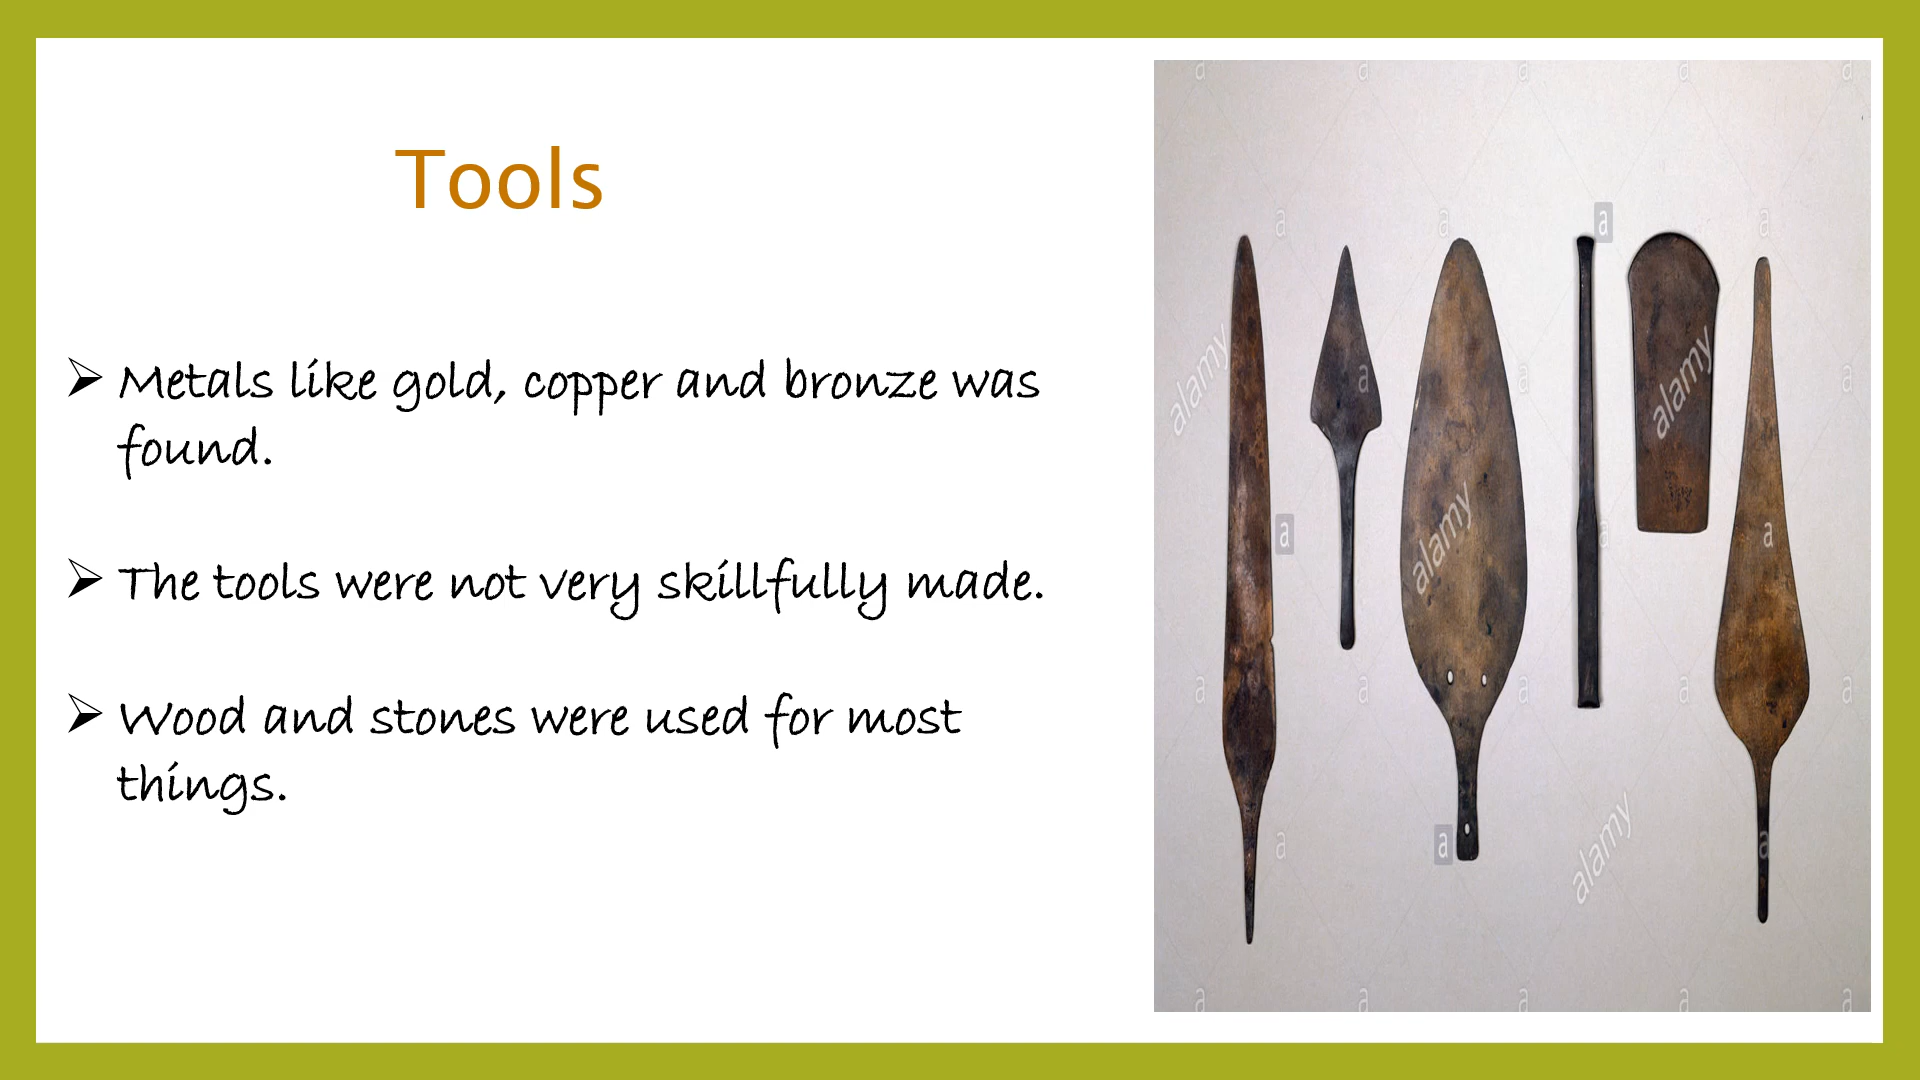 Tools
Metals like gold, copper and bronze was
found.
The tools were not very skillfully made.
Wood and stones were used for most
things.
alamy
alamy
alamy
alamy
a
a
a